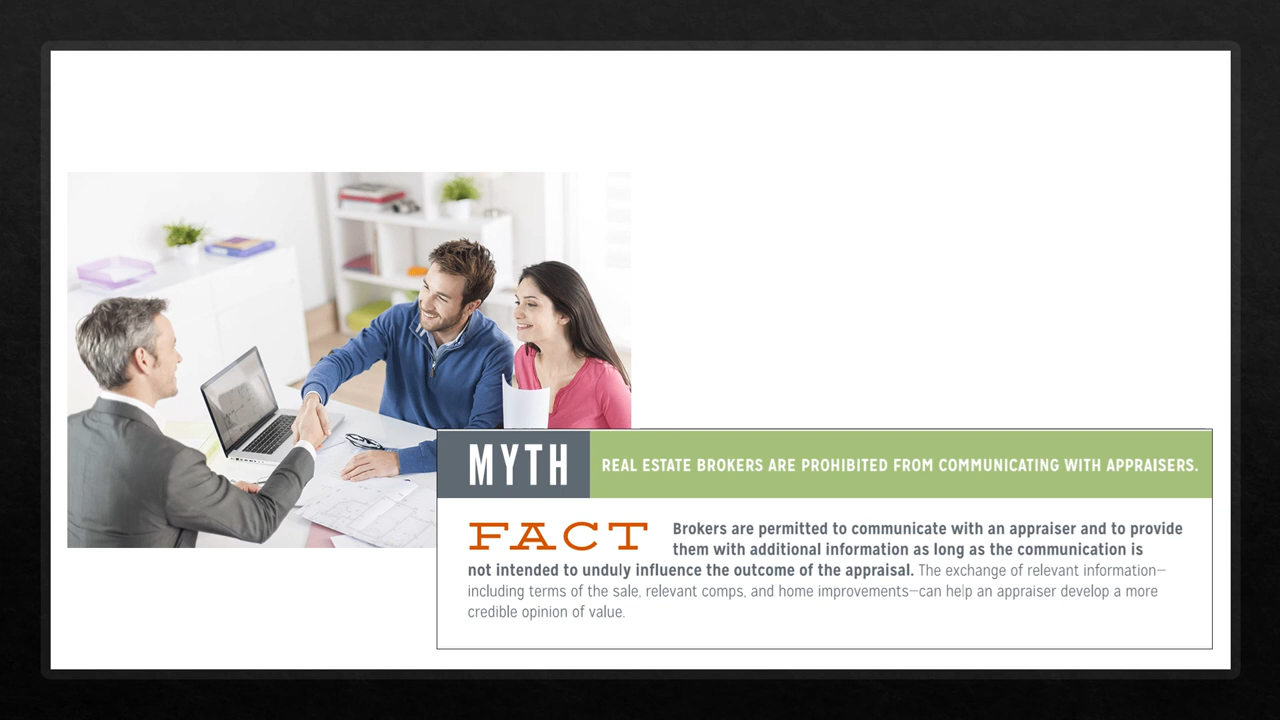 MYTH REAL ESTATE BROKERS ARE PROHIBITED FROM COMMUNICATING WITH APPRAISERS.
FACT Brokers are permitted to communicate with an appraiser and to provide
them with additional information as long as the communication is
not intended to unduly influence the outcome of the appraisal. The exchange of relevant information—
including terms of the sale, relevant comps, and home improvements—can help an appraiser develop a more
credible opinion of value.